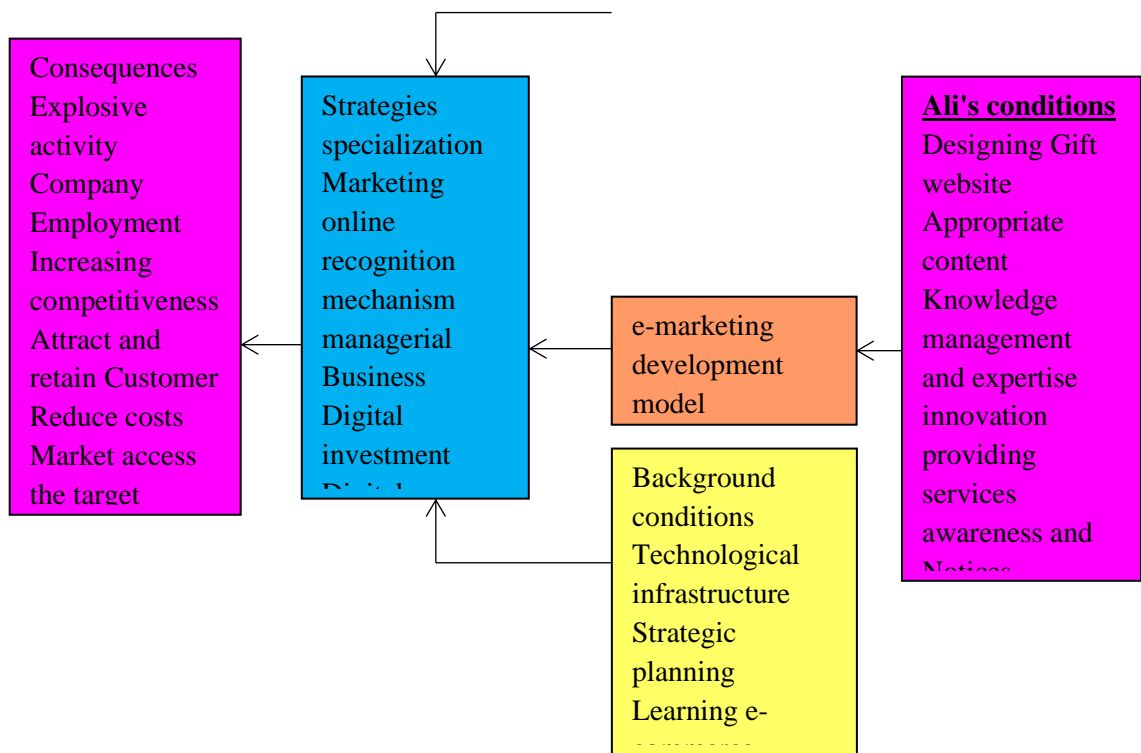 Consequences
Explosive
activity
Company
Employment
Increasing
competitiveness
Attract and
retain Customer
Reduce costs
Market access
the target
Strategies
specialization
Marketing
online
recognition
mechanism
managerial
Business
Digital
investment
e-marketing
development
model
Background
conditions
Technological
infrastructure
Strategic
planning
Learning e-
Ali's conditions
Designing Gift
website
Appropriate
content
Knowledge
management
and expertise
innovation
providing
services
awareness and